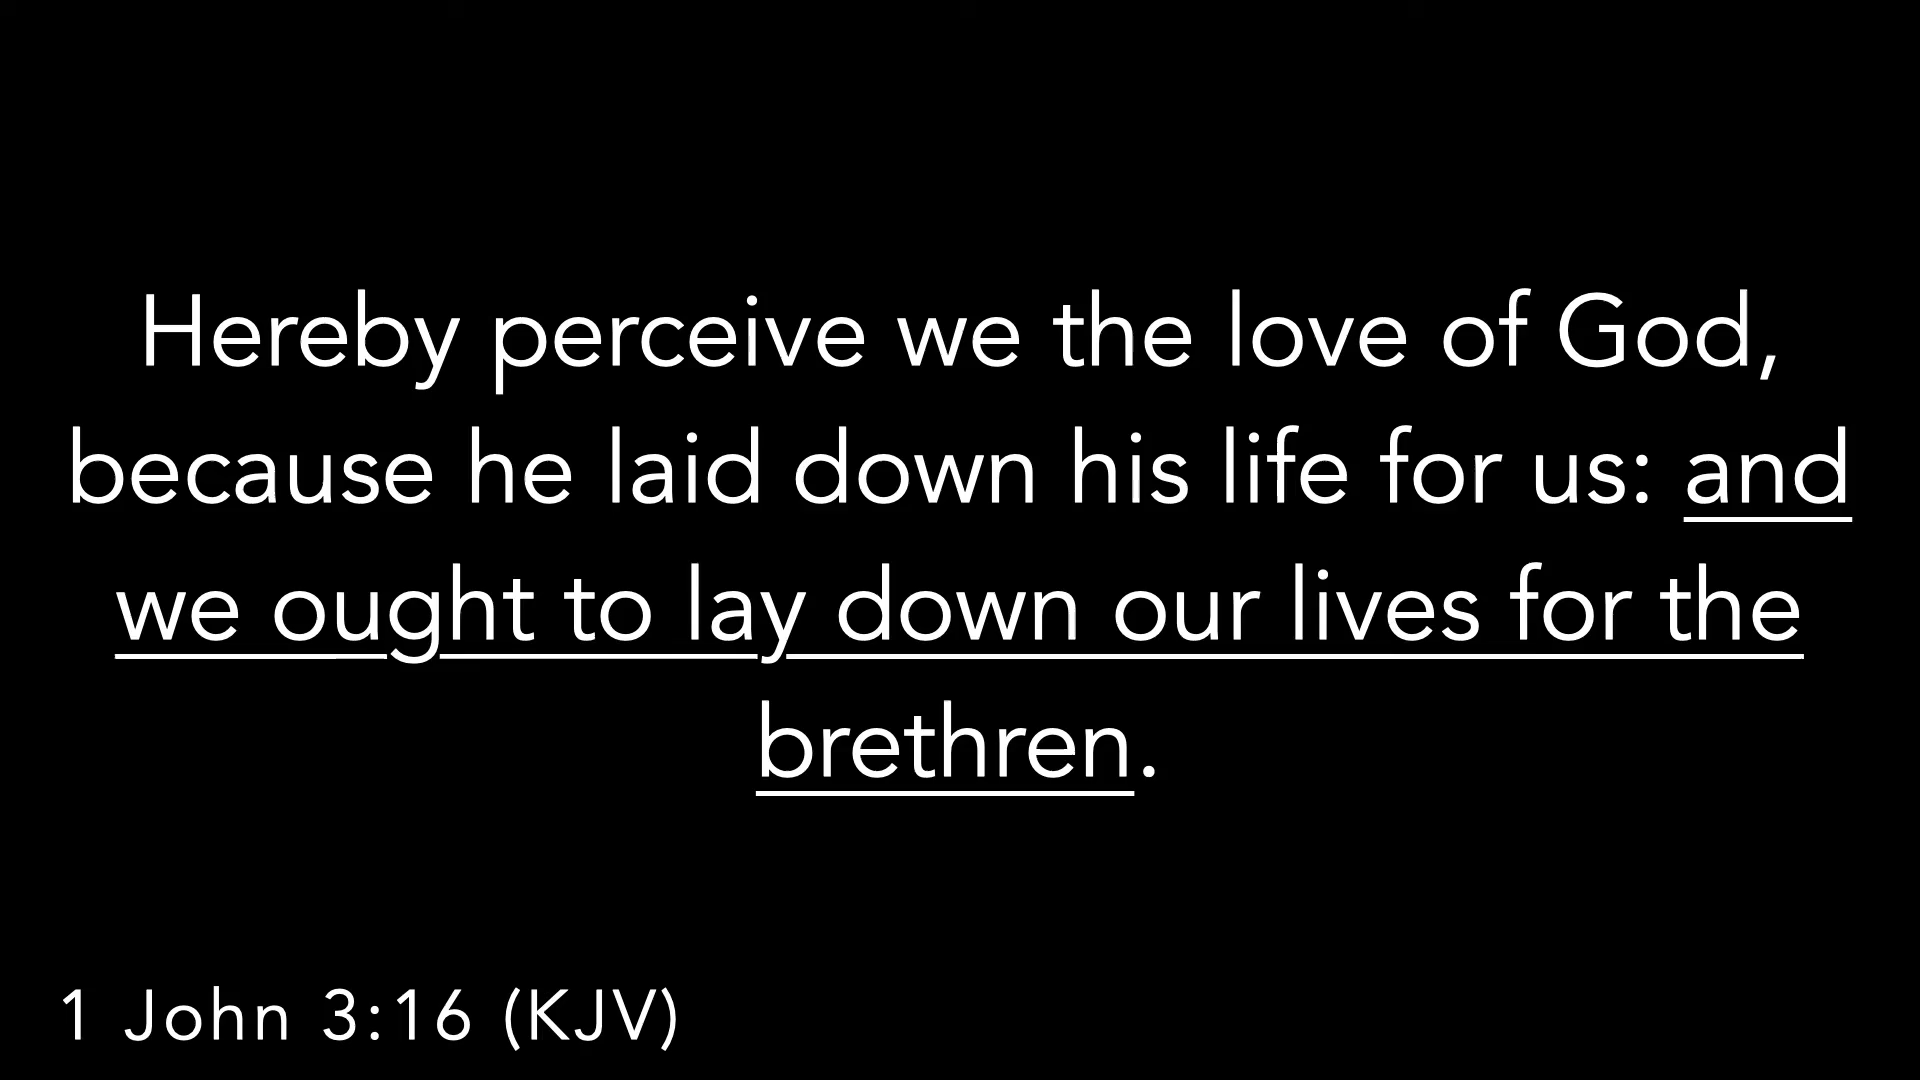 Hereby perceive we the love of God,
because he laid down his life for us: and
we ought to lay down our lives for the
brethren.
1 John 3:16 (KJV)